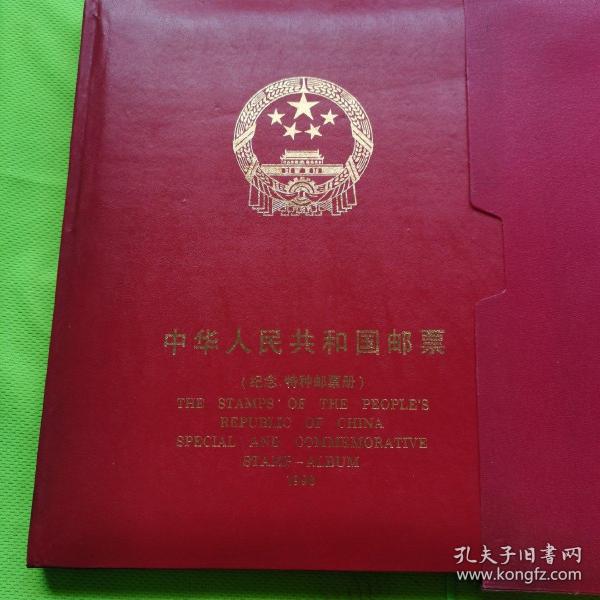 中华人民共和国邮票
（纪念、特种邮票册）
THE STAMPS OF THE PEOPLE'S
REPUBLIC OF CHINA
SPECIAL AND COMMEMORATIVE
STAMP-ALBUM
孔夫子旧書网
www.kongfz.com